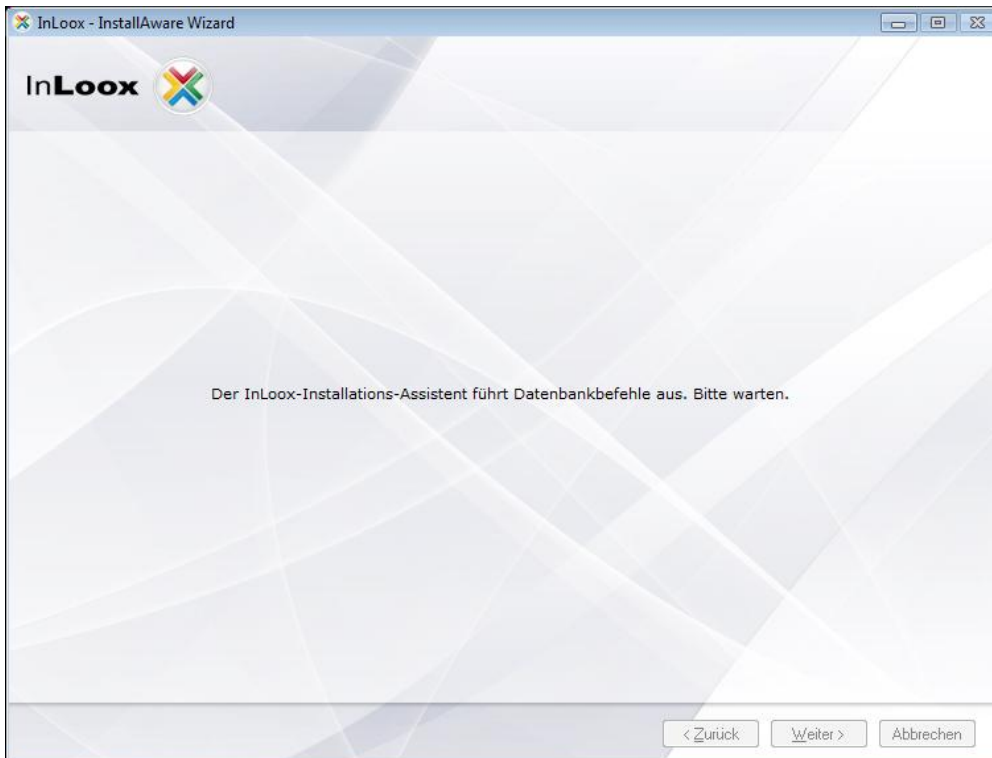 InLoox - InstallAware Wizard
InLoox
Der InLoox-Installations-Assistent führt Datenbankbefehle aus. Bitte warten.
< Zurück
Weiter >
Abbrechen